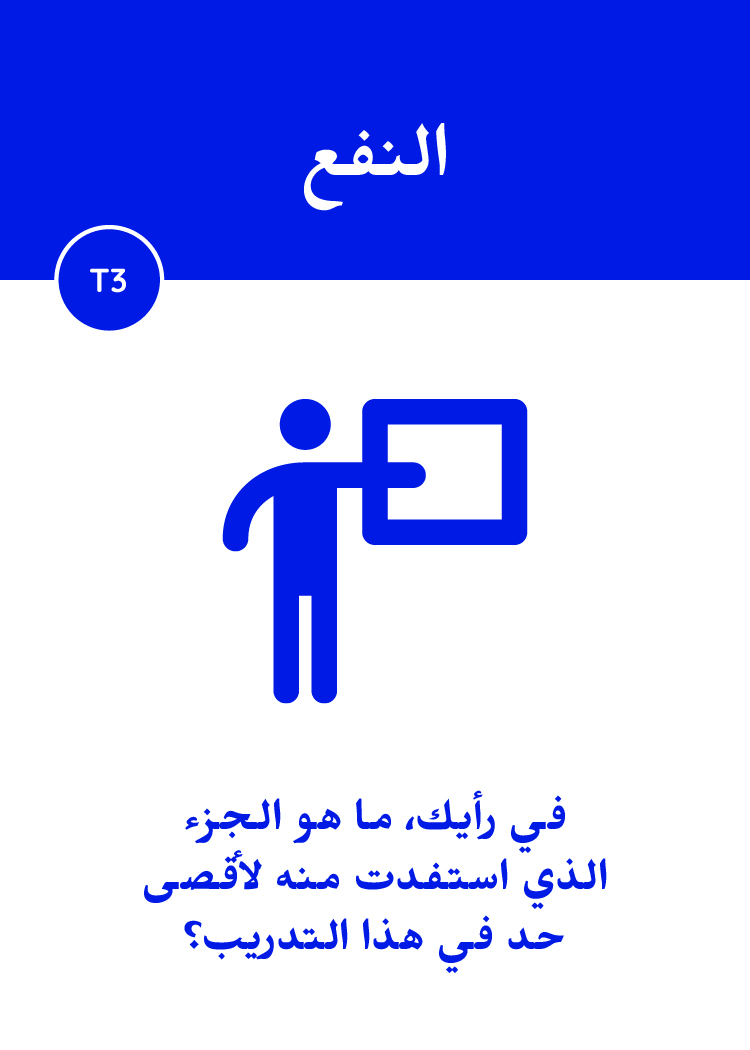 النفع
T3
في رأيك، ما هو الجزء
الذي استفدت منه لأقصى
حد في هذا التدريب؟